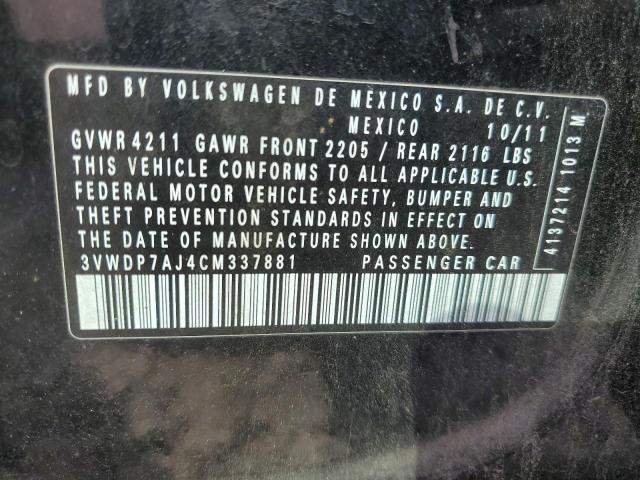 MFD BY VOLKSWAGEN DE MEXICO S.A. DE C.V.
MEXICO 10/11
GVWR 4211 GAWR FRONT 2205 / REAR 2116 LBS
THIS VEHICLE CONFORMS TO ALL APPLICABLE U.S.
FEDERAL MOTOR VEHICLE SAFETY, BUMPER AND
THEFT PREVENTION STANDARDS IN EFFECT ON
THE DATE OF MANUFACTURE SHOWN ABOVE.
3VWDP7AJ4CM337881 PASSENGER CAR
4137214 1013 M